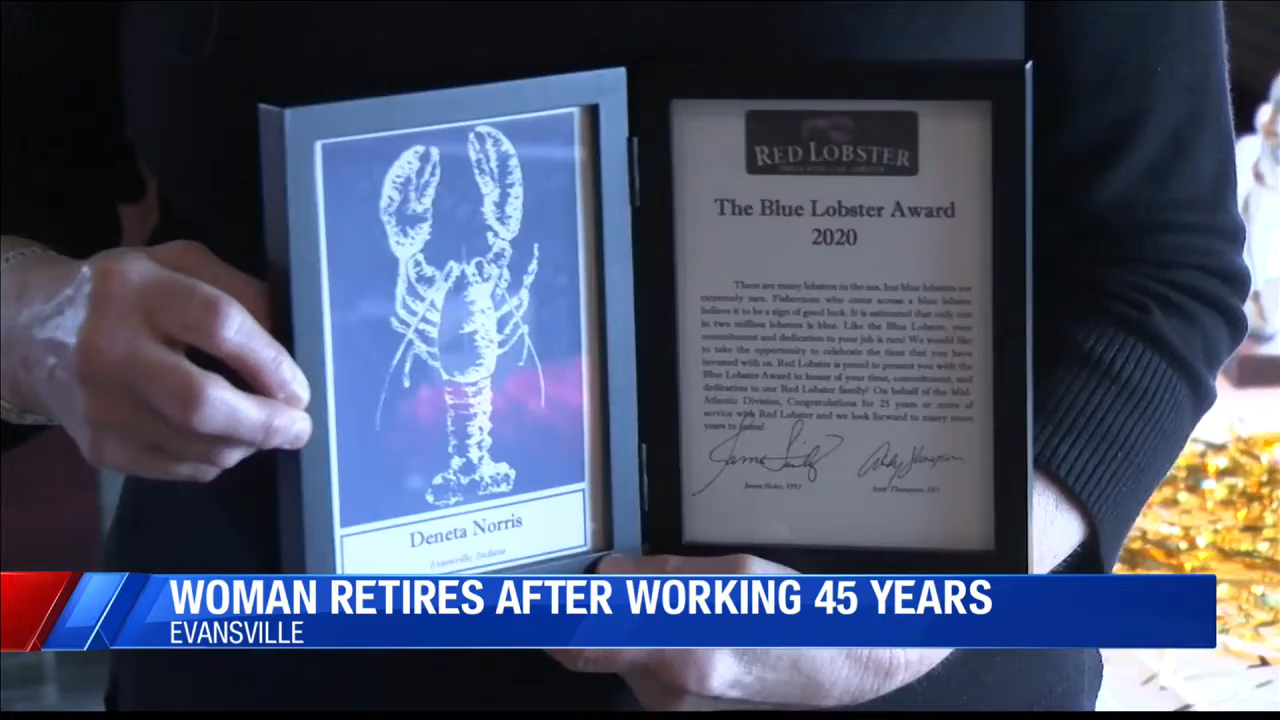 Deneta Norris
Evansville, Indiana
RED LOBSTER
The Blue Lobster Award
2020
There are many lobsters in the sea, but blue lobsters are
extremely rare. Fishermen who come across a blue lobster
believe it to be a sign of good luck. It is estimated that only one
in two million lobsters is blue. Like the Blue Lobster, your
commitment and dedication to your job is rare! We would like
to take the opportunity to celebrate the time that you have
invested with us. Red Lobster is proud to present you with the
Blue Lobster Award in honor of your time, commitment, and
dedication to our Red Lobster family! On behalf of the Mid-
Atlantic Division, Congratulations for 25 years or more of
service with Red Lobster and we look forward to many more
years to
WOMAN RETIRES AFTER WORKING 45 YEARS
EVANSVILLE